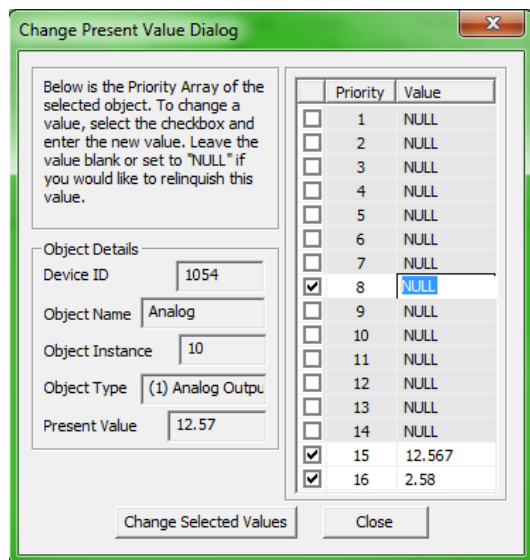 Change Present Value Dialog
Below is the Priority Array of the
selected object. To change a
value, select the checkbox and
enter the new value. Leave the
value blank or set to "NULL" if
you would like to relinquish this
value.
Object Details
Device ID 1054
Object Name Analog
Object Instance 10
Object Type (1) Analog Outpu
Present Value 12.57
Priority Value
1 NULL
2 NULL
3 NULL
4 NULL
5 NULL
6 NULL
7 NULL
8 NULL
9 NULL
10 NULL
11 NULL
12 NULL
13 NULL
14 NULL
15 12.567
16 2.58
Change Selected Values Close